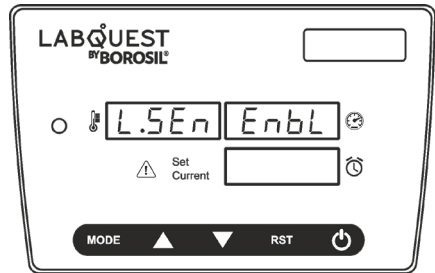 LABQUEST
BY BOROSIL®
L.SEn EnbL
Set
Current
MODE RST